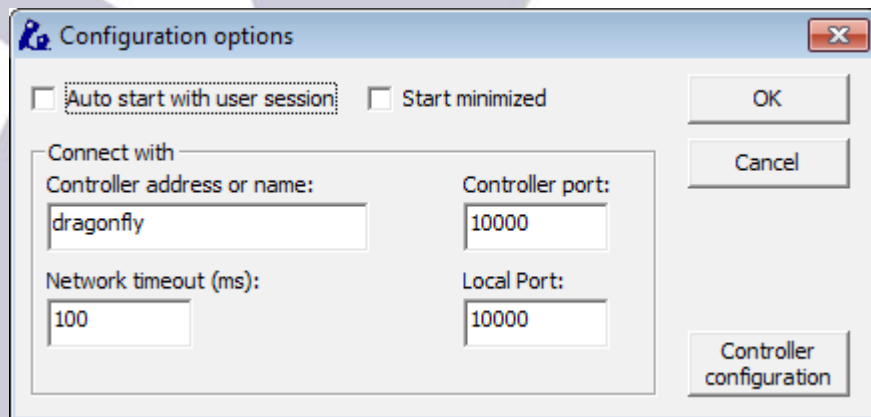 Configuration options
Auto start with user session
Start minimized
OK
Connect with
Cancel
Controller address or name:
Controller port:
dragonfly
10000
Network timeout (ms):
Local Port:
100
10000
Controller
configuration